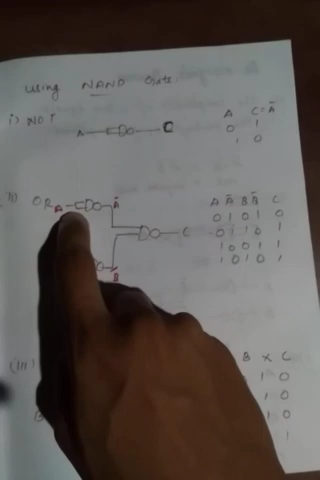 using NAND Gate.
i) NOT
A C
A C=Ā
0 1
1 0
ii) OR
A Ā
C
B̄
A Ā B B̄ C
0 1 0 1 0
0 1 1 0 1
1 0 0 1 1
1 0 1 0 1
(iii)
B X C
1 0
1 0
1 0
1